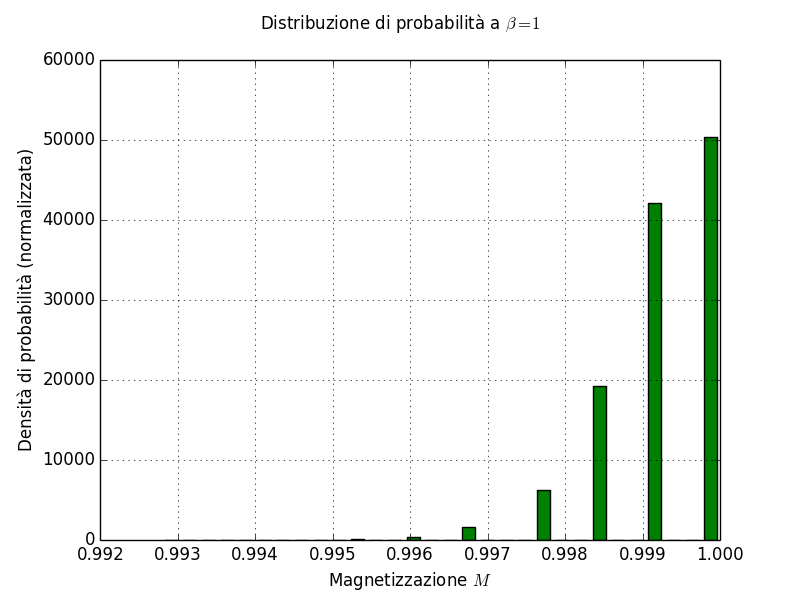 Distribuzione di probabilità a β=1
60000
50000
40000
30000
20000
10000
0
Densità di probabilità (normalizzata)
0.992 0.993 0.994 0.995 0.996 0.997 0.998 0.999 1.000
Magnetizzazione M